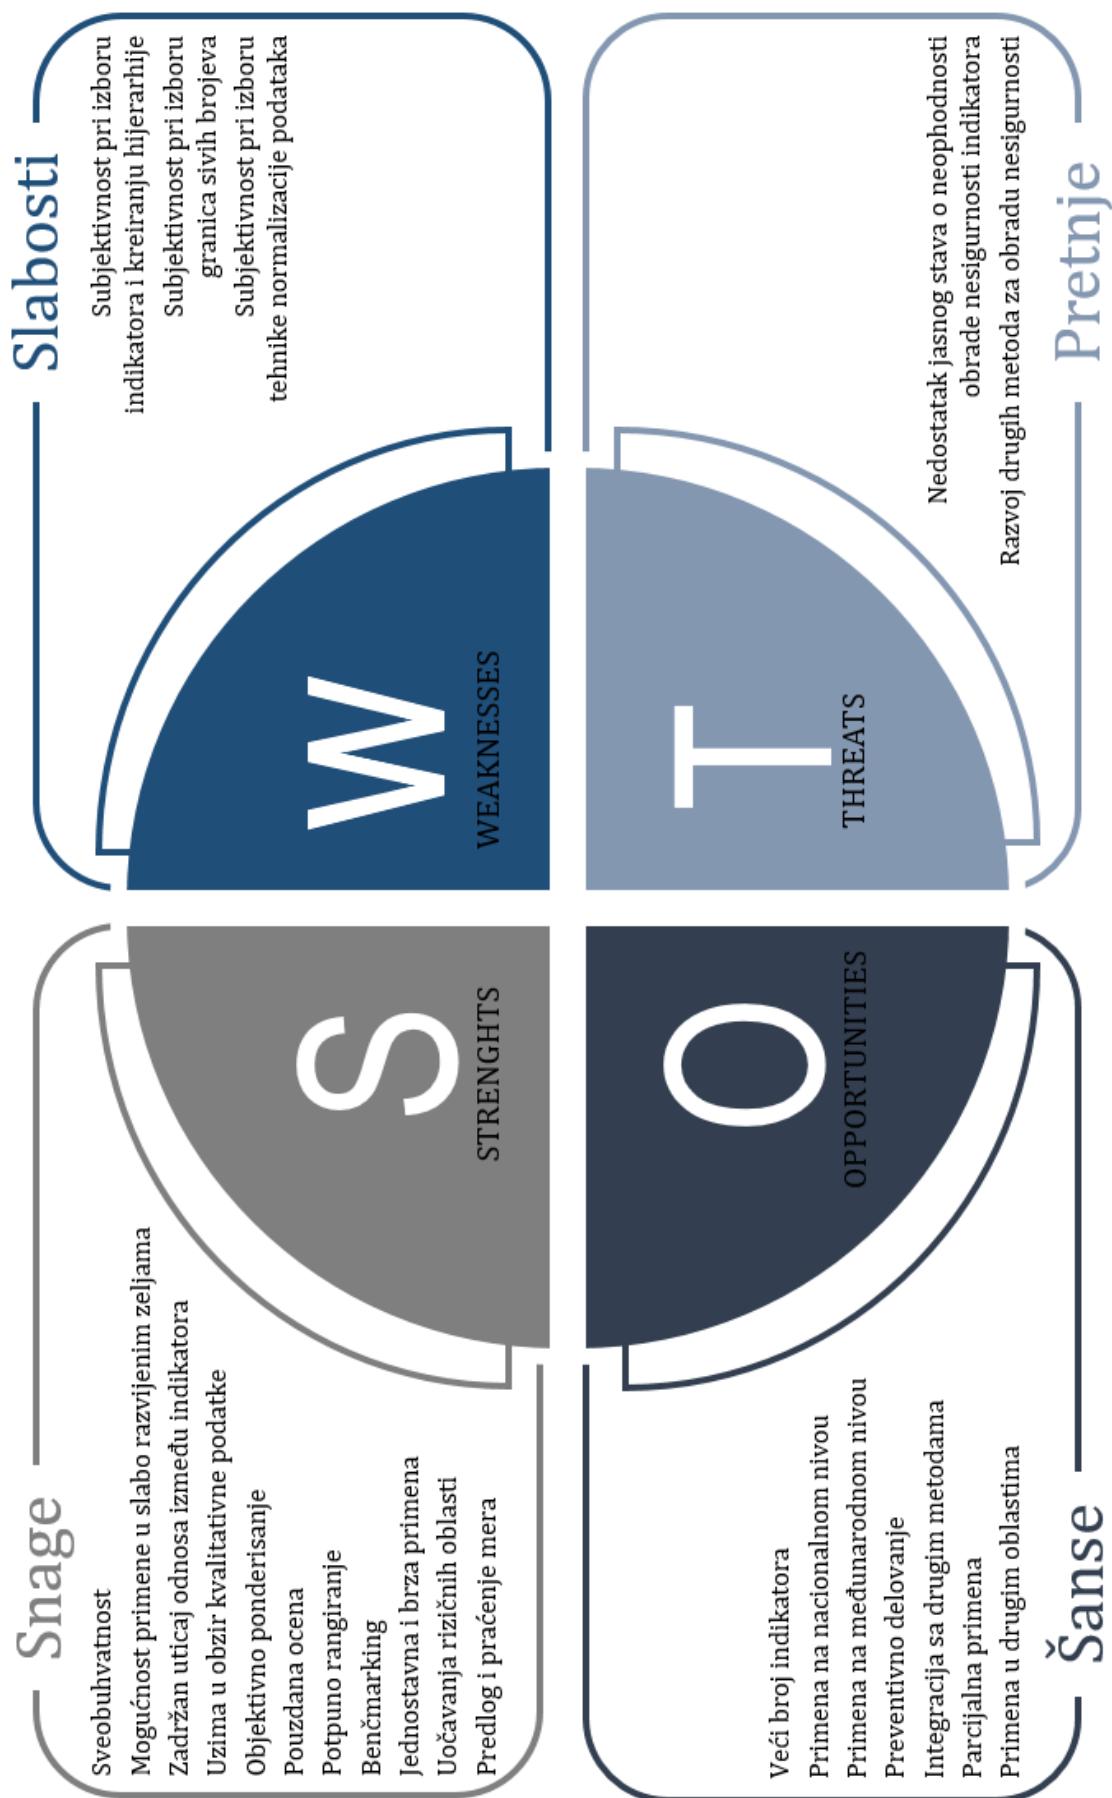 Snage
Sveobuhvatnost
Mogućnost primene u slabo razvijenim zeljama
Zadržan uticaj odnosa između indikatora
Uzima u obzir kvalitativne podatke
Objektivno ponderisanje
Pouzdana ocena
Potpuno rangiranje
Benčmarking
Jednostavna i brza primena
Uočavanja rizičnih oblasti
Predlog i praćenje mera
S
STRENGHTS
Slabosti
Subjektivnost pri izboru
indikatora i kreiranju hijerarhije
Subjektivnost pri izboru
granica sivih brojeva
Subjektivnost pri izboru
tehnike normalizacije podataka
W
WEAKNESSES
O
OPPORTUNITIES
Veći broj indikatora
Primena na nacionalnom nivou
Primena na međunarodnom nivou
Preventivno delovanje
Integracija sa drugim metodama
Parcijalna primena
Primena u drugim oblastima
Šanse
T
THREATS
Nedostatak jasnog stava o neophodnosti
obrade nesigurnosti indikatora
Razvoj drugih metoda za obradu nesigurnosti
Pretnje